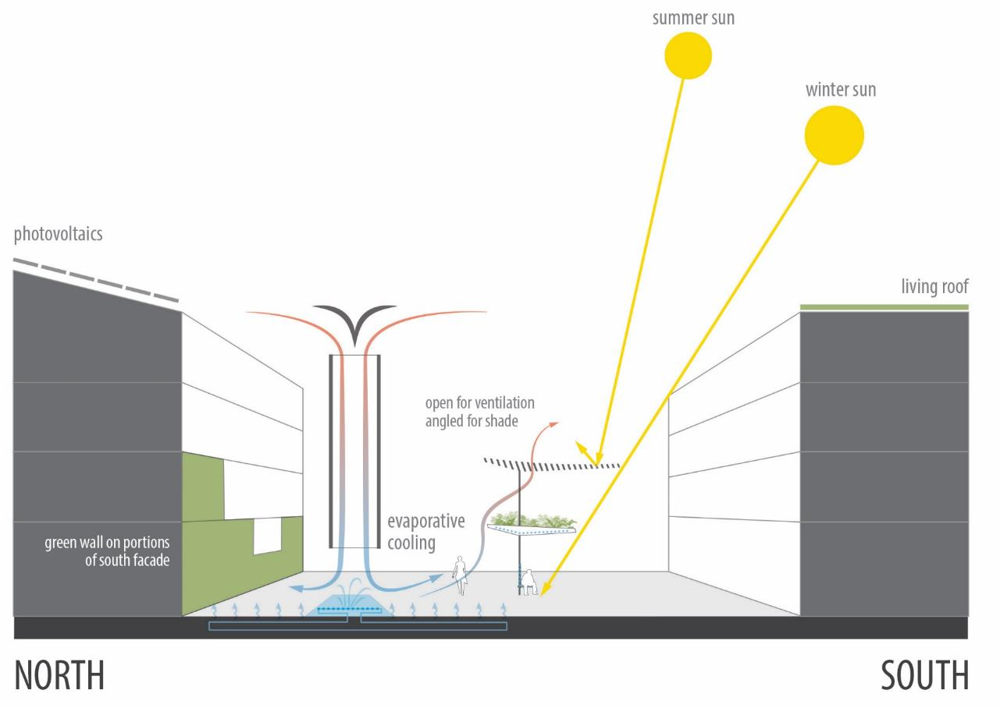 summer sun
winter sun
photovoltaics
living roof
open for ventilation
angled for shade
evaporative
cooling
green wall on portions
of south facade
NORTH
SOUTH